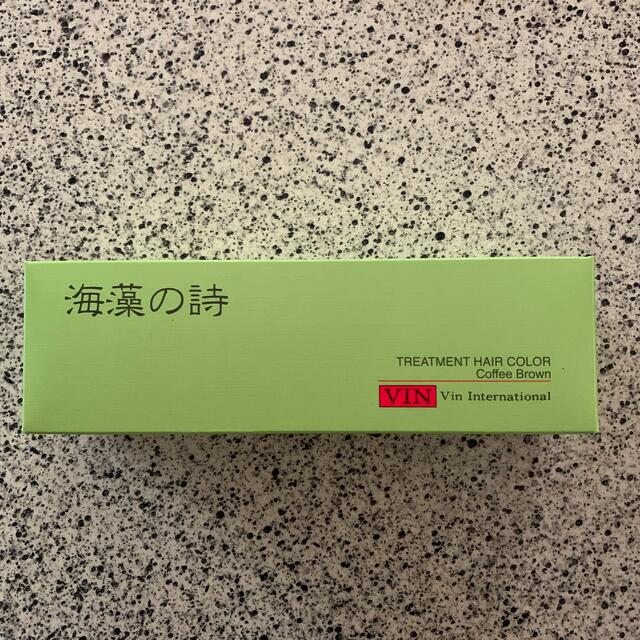 海藻の詩
TREATMENT HAIR COLOR
Coffee Brown
VIN Vin International